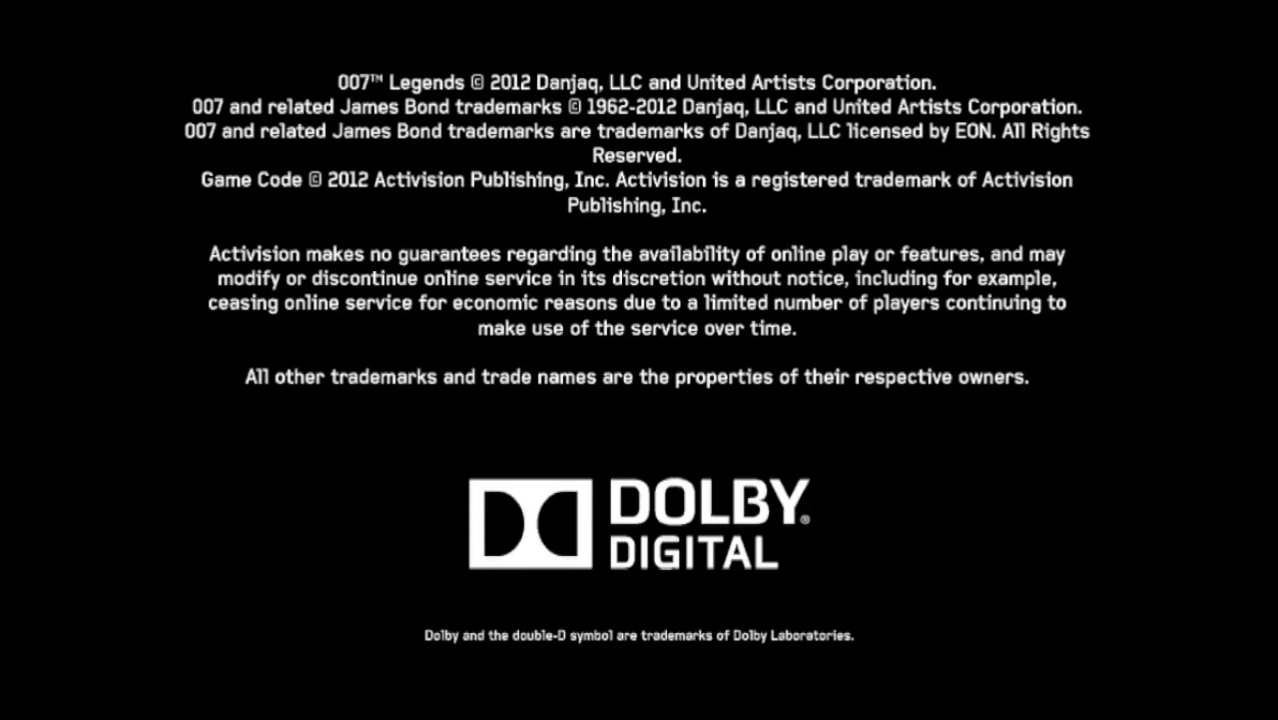 007™ Legends © 2012 Danjaq, LLC and United Artists Corporation.
007 and related James Bond trademarks © 1962-2012 Danjaq, LLC and United Artists Corporation.
007 and related James Bond trademarks are trademarks of Danjaq, LLC licensed by EON. All Rights
Reserved.
Game Code © 2012 Activision Publishing, Inc. Activision is a registered trademark of Activision
Publishing, Inc.
Activision makes no guarantees regarding the availability of online play or features, and may
modify or discontinue online service in its discretion without notice, including for example,
ceasing online service for economic reasons due to a limited number of players continuing to
make use of the service over time.
All other trademarks and trade names are the properties of their respective owners.
DOLBY®
DIGITAL
Dolby and the double-D symbol are trademarks of Dolby Laboratories.